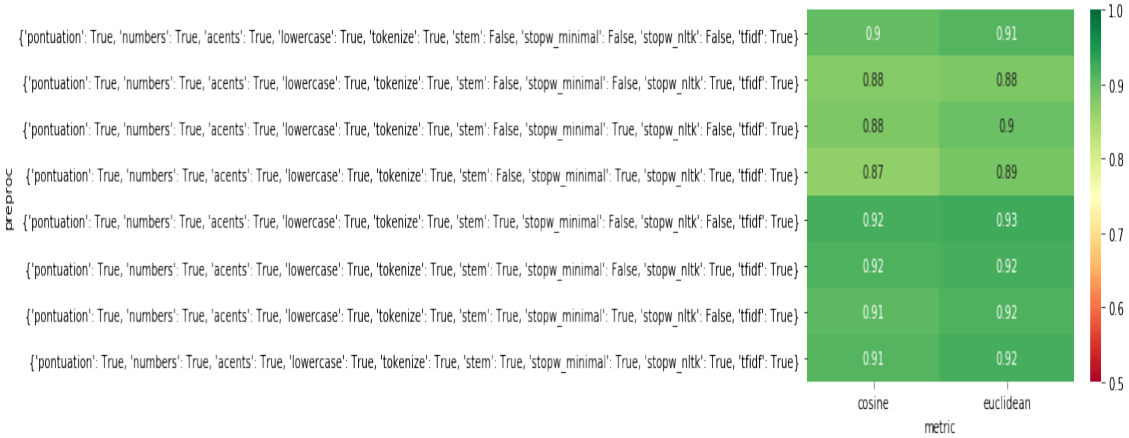 {'pontuation': True, 'numbers': True, 'acents': True, 'lowercase': True, 'tokenize': True, 'stem': False, 'stopw_minimal': False, 'stopw_nltk': False, 'tfidf': True} 0.9 0.91
{'pontuation': True, 'numbers': True, 'acents': True, 'lowercase': True, 'tokenize': True, 'stem': False, 'stopw_minimal': False, 'stopw_nltk': True, 'tfidf': True} 0.88 0.88
{'pontuation': True, 'numbers': True, 'acents': True, 'lowercase': True, 'tokenize': True, 'stem': False, 'stopw_minimal': True, 'stopw_nltk': False, 'tfidf': True} 0.88 0.9
{'pontuation': True, 'numbers': True, 'acents': True, 'lowercase': True, 'tokenize': True, 'stem': False, 'stopw_minimal': True, 'stopw_nltk': True, 'tfidf': True} 0.87 0.89
{'pontuation': True, 'numbers': True, 'acents': True, 'lowercase': True, 'tokenize': True, 'stem': True, 'stopw_minimal': False, 'stopw_nltk': False, 'tfidf': True} 0.92 0.93
{'pontuation': True, 'numbers': True, 'acents': True, 'lowercase': True, 'tokenize': True, 'stem': True, 'stopw_minimal': False, 'stopw_nltk': True, 'tfidf': True} 0.92 0.92
{'pontuation': True, 'numbers': True, 'acents': True, 'lowercase': True, 'tokenize': True, 'stem': True, 'stopw_minimal': True, 'stopw_nltk': False, 'tfidf': True} 0.91 0.92
{'pontuation': True, 'numbers': True, 'acents': True, 'lowercase': True, 'tokenize': True, 'stem': True, 'stopw_minimal': True, 'stopw_nltk': True, 'tfidf': True} 0.91 0.92
preproc
cosine euclidean
metric
1.0
0.9
0.8
0.7
0.6
0.5